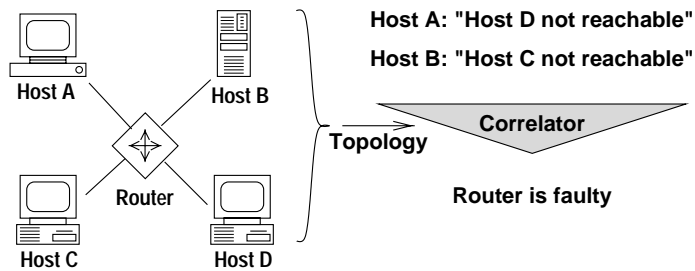 Host A
Host B
Router
Host C
Host D
Topology
Host A: "Host D not reachable"
Host B: "Host C not reachable"
Correlator
Router is faulty